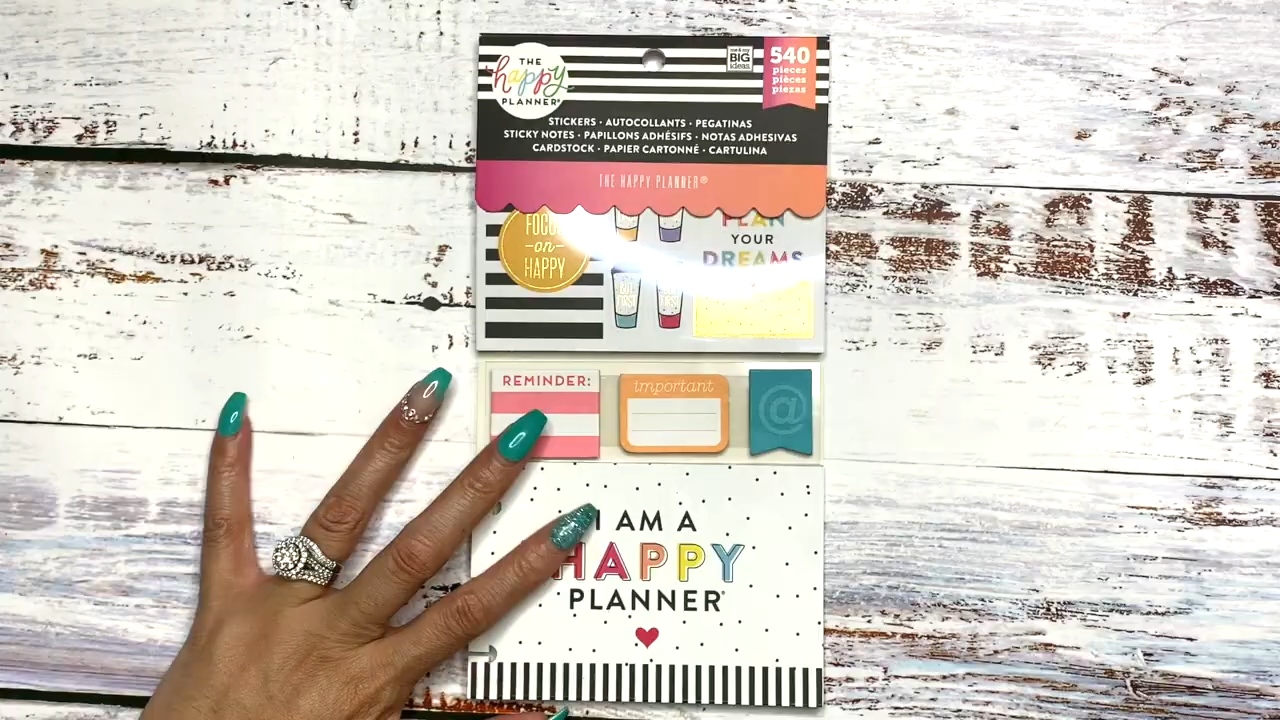 THE
happy
PLANNER®
me & my
BIG
ideas.
540
pieces
pièces
piezas
STICKERS · AUTOCOLLANTS · PEGATINAS
STICKY NOTES · PAPILLONS ADHÉSIFS · NOTAS ADHESIVAS
CARDSTOCK · PAPIER CARTONNÉ · CARTULINA
THE HAPPY PLANNER®
FOCUS
-on-
HAPPY
PLAN
YOUR
DREAMS
REMINDER:
important
@
I AM A
HAPPY
PLANNER®